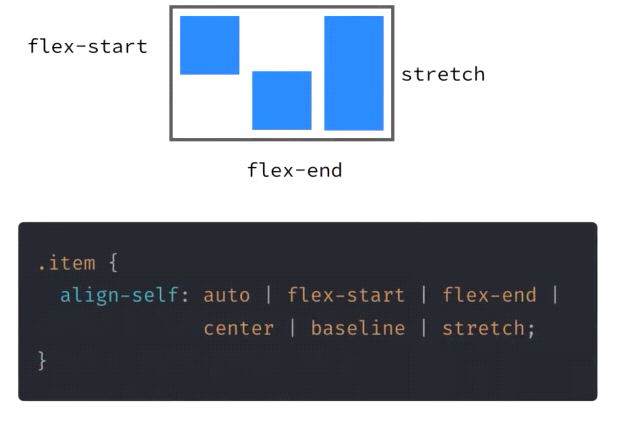 flex-start
stretch
flex-end
.item {
  align-self: auto | flex-start | flex-end |
              center | baseline | stretch;
}